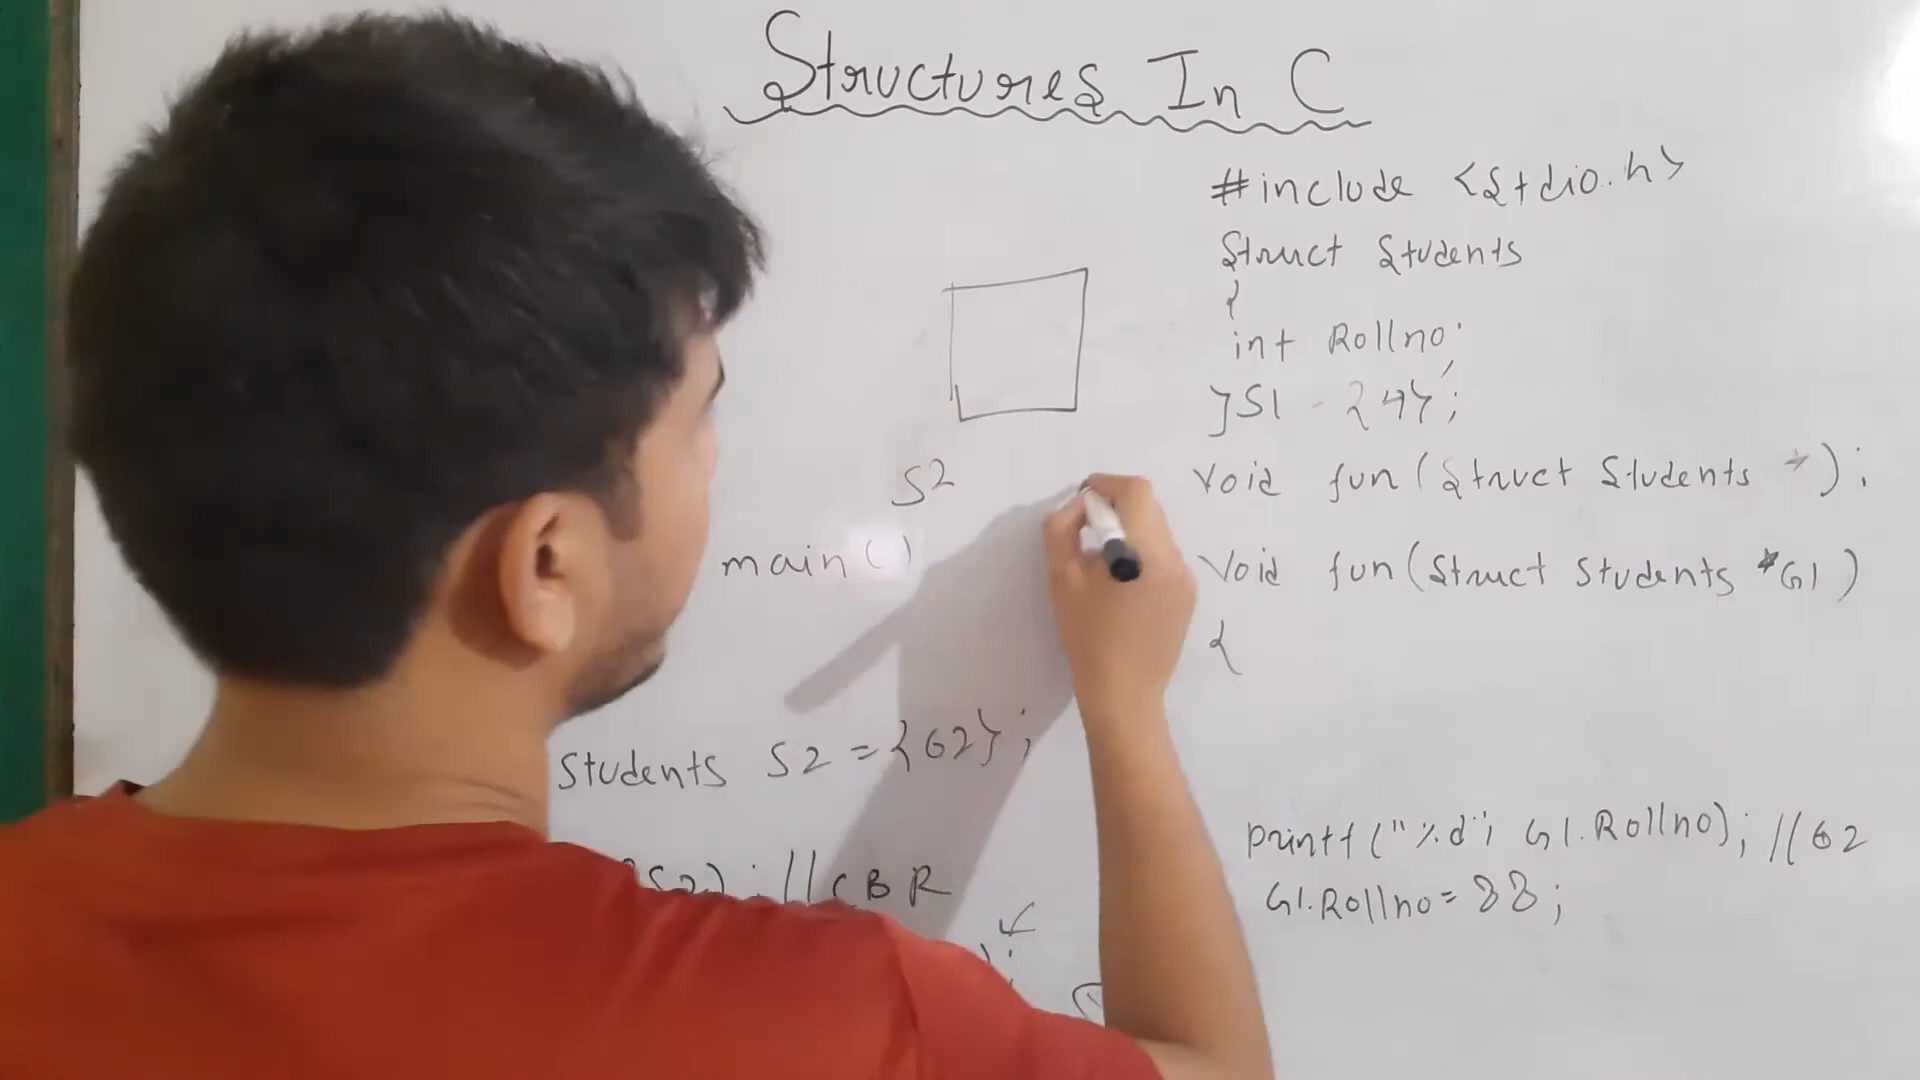 Structures In C
#include <stdio.h>
Struct Students
{
int Rollno;
}S1 = {4};
Void fun(Struct Students *);
Void fun(Struct Students *G1)
{
printf("%d", G1.Rollno); //62
G1.Rollno=88;
S2
main()
Students S2={62};
S2); //CBR